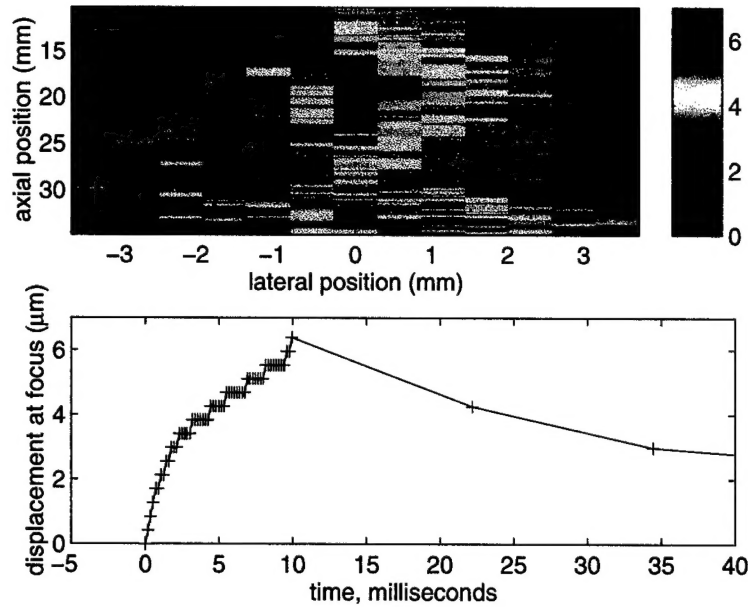 axial position (mm)
15
20
25
30
-3 -2 -1 0 1 2 3
lateral position (mm)
6
4
2
0
displacement at focus (μm)
6
4
2
0
-5 0 5 10 15 20 25 30 35 40
time, milliseconds